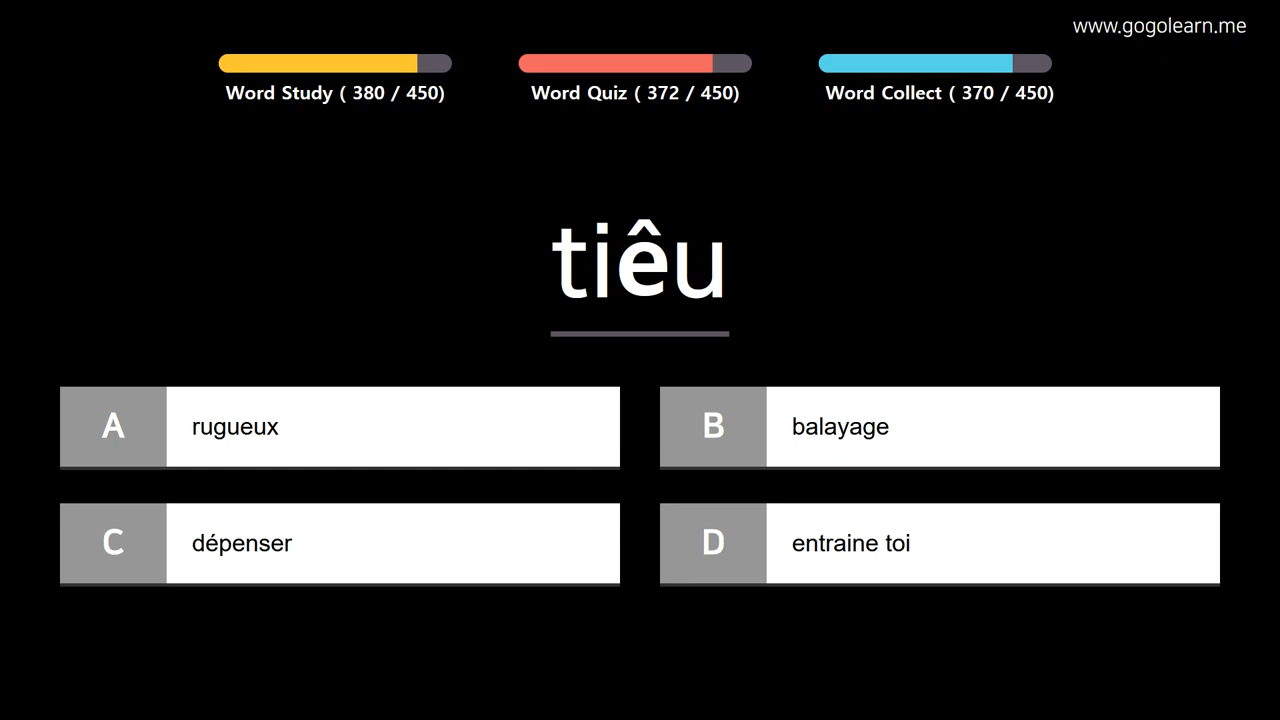 www.gogolearn.me
Word Study ( 380 / 450)
Word Quiz ( 372 / 450)
Word Collect ( 370 / 450)
tiêu
A rugueux
B balayage
C dépenser
D entraine toi